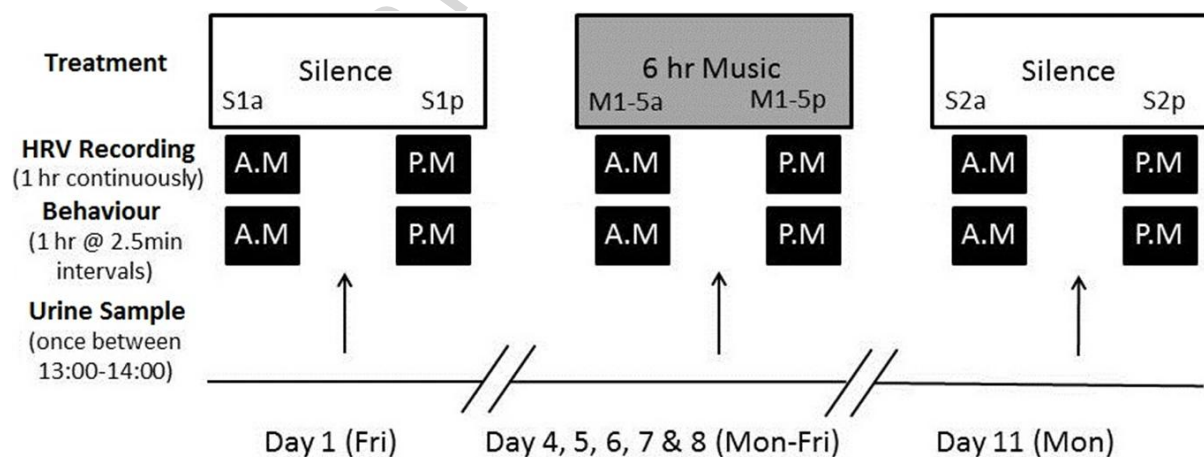 Treatment
Silence
S1a S1p
6 hr Music
M1-5a M1-5p
Silence
S2a S2p
HRV Recording
(1 hr continuously)
A.M P.M A.M P.M A.M P.M
Behaviour
(1 hr @ 2.5min
intervals)
A.M P.M A.M P.M A.M P.M
Urine Sample
(once between
13:00-14:00)
Day 1 (Fri) Day 4, 5, 6, 7 & 8 (Mon-Fri) Day 11 (Mon)